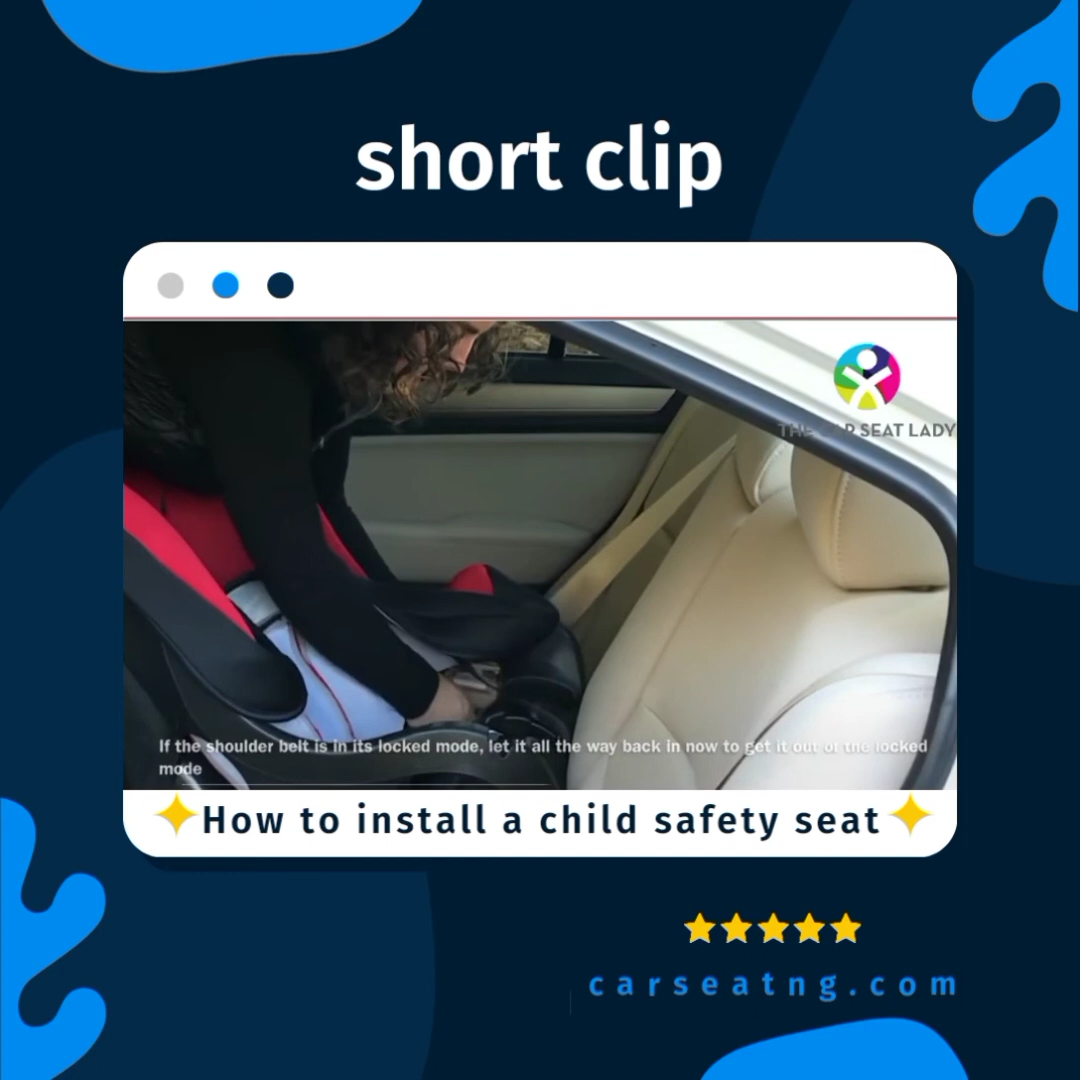 short clip
THE CAR SEAT LADY
If the shoulder belt is in its locked mode, let it all the way back in now to get it out of the locked
mode
How to install a child safety seat
carseatng.com